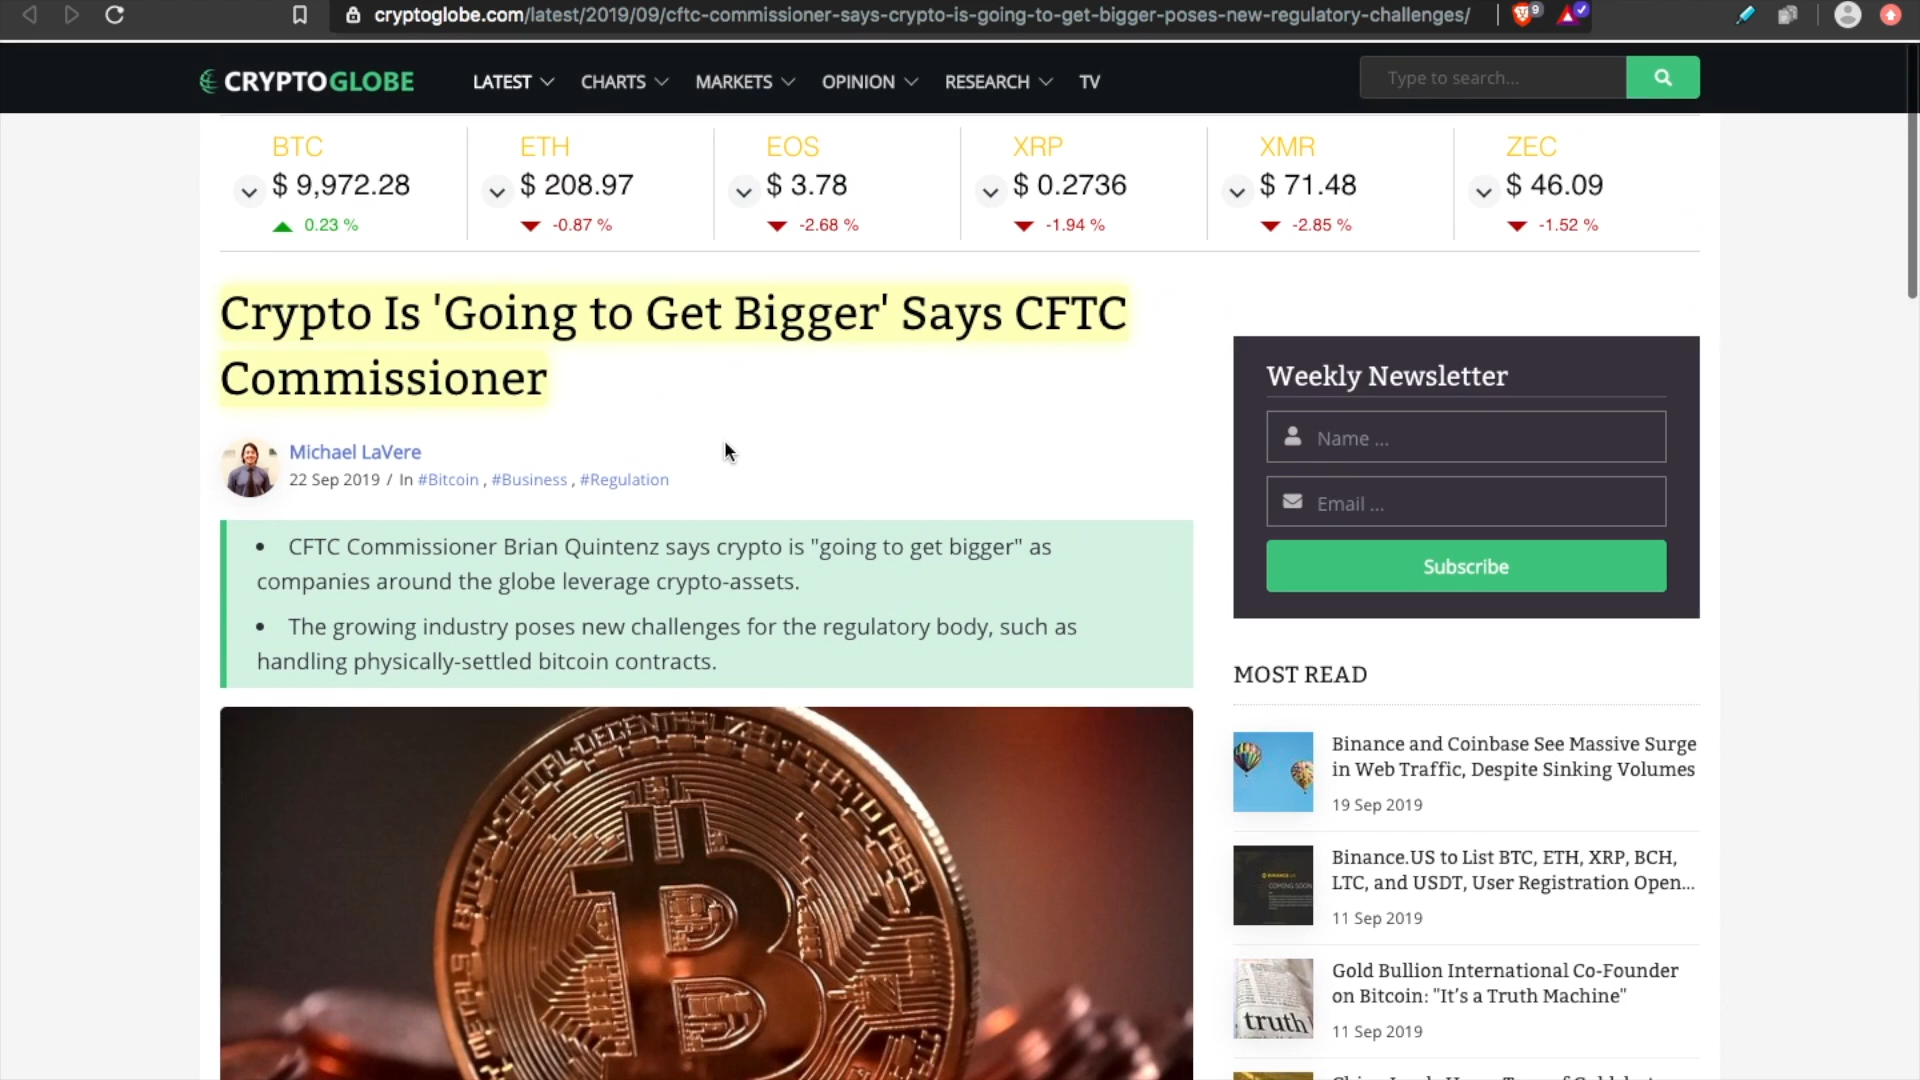 cryptoglobe.com/latest/2019/09/cftc-commissioner-says-crypto-is-going-to-get-bigger-poses-new-regulatory-challenges/
9
CRYPTOGLOBE
LATEST CHARTS MARKETS OPINION RESEARCH TV
Type to search...
BTC
$ 9,972.28
0.23 %
ETH
$ 208.97
-0.87 %
EOS
$ 3.78
-2.68 %
XRP
$ 0.2736
-1.94 %
XMR
$ 71.48
-2.85 %
ZEC
$ 46.09
-1.52 %
Crypto Is 'Going to Get Bigger' Says CFTC
Commissioner
Michael LaVere
22 Sep 2019 / In #Bitcoin , #Business , #Regulation
• CFTC Commissioner Brian Quintenz says crypto is "going to get bigger" as
companies around the globe leverage crypto-assets.
• The growing industry poses new challenges for the regulatory body, such as
handling physically-settled bitcoin contracts.
DECENTRALIZED
Weekly Newsletter
Name ...
Email ...
Subscribe
MOST READ
Binance and Coinbase See Massive Surge
in Web Traffic, Despite Sinking Volumes
19 Sep 2019
COMING SOON
Binance.US to List BTC, ETH, XRP, BCH,
LTC, and USDT, User Registration Open...
11 Sep 2019
truth
Gold Bullion International Co-Founder
on Bitcoin: "It's a Truth Machine"
11 Sep 2019